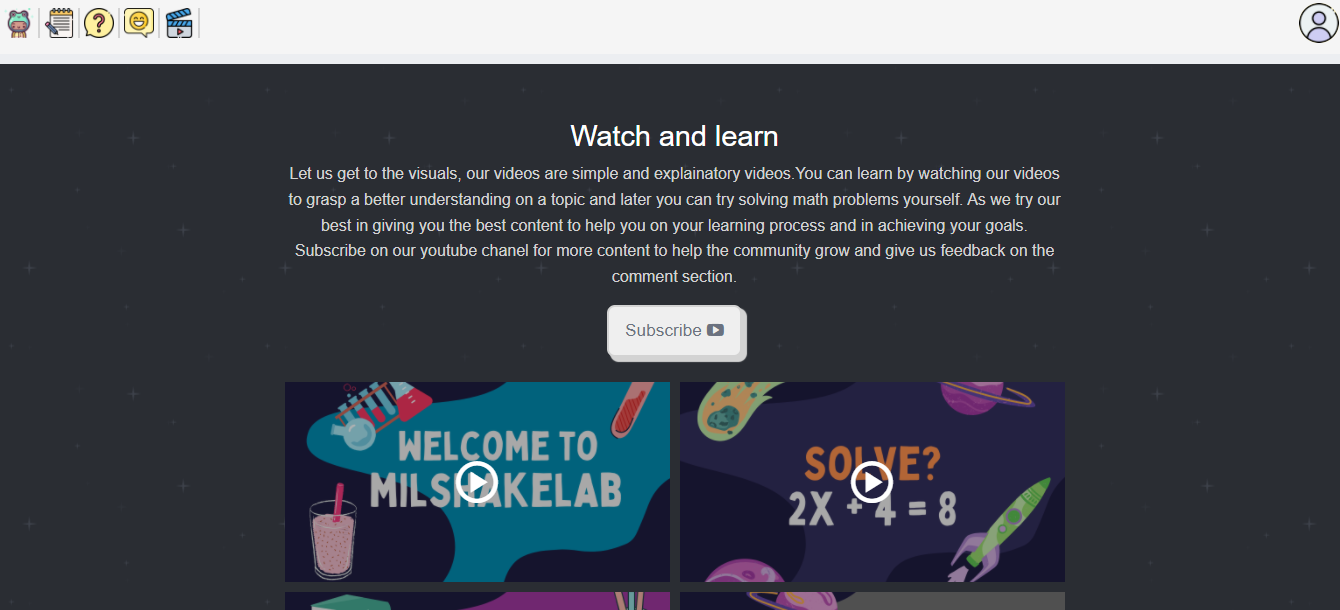 Watch and learn
Let us get to the visuals, our videos are simple and explainatory videos.You can learn by watching our videos
to grasp a better understanding on a topic and later you can try solving math problems yourself. As we try our
best in giving you the best content to help you on your learning process and in achieving your goals.
Subscribe on our youtube chanel for more content to help the community grow and give us feedback on the
comment section.
Subscribe
WELCOME TO
MILSHAKELAB
SOLVE?
2X + 4 = 8